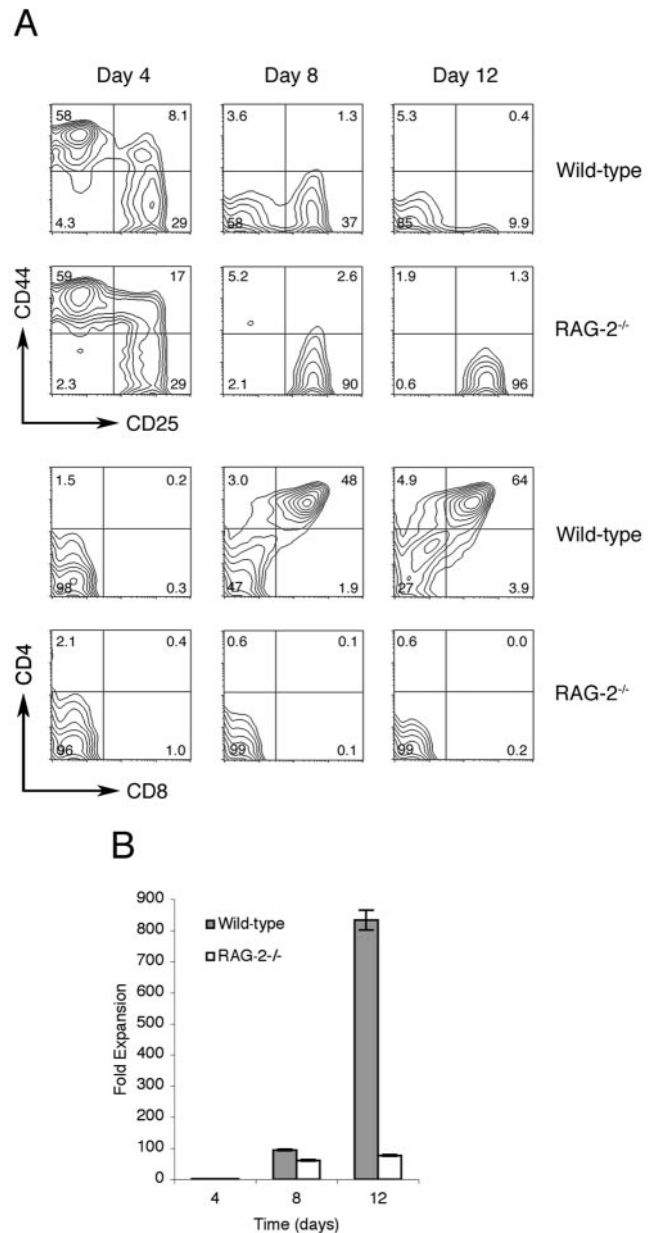 A
Day 4 Day 8 Day 12
58 8.1 3.6 1.3 5.3 0.4
Wild-type
4.3 29 58 37 85 9.9
59 17 5.2 2.6 1.9 1.3
RAG-2-/-
2.3 29 2.1 90 0.6 96
CD44
CD25
1.5 0.2 3.0 48 4.9 64
Wild-type
98 0.3 47 1.9 27 3.9
2.1 0.4 0.6 0.1 0.6 0.0
RAG-2-/-
96 1.0 99 0.1 99 0.2
CD4
CD8
B
900
800
700
600
500
400
300
200
100
0
Fold Expansion
Wild-type
RAG-2-/-
4 8 12
Time (days)